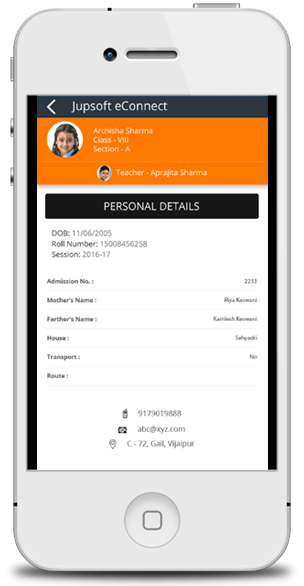 Jupsoft eConnect
Archisha Sharma
Class - VIII
Section - A
Teacher - Aprajita Sharma
PERSONAL DETAILS
DOB: 11/06/2005
Roll Number: 15008456258
Session: 2016-17
Admission No. : 2233
Mother's Name : Riya Keswani
Farther's Name : Kamlesh Keswani
House : Sahyadri
Transport : No
Route :
9179019888
abc@xyz.com
C - 72, Gail, Vijaipur